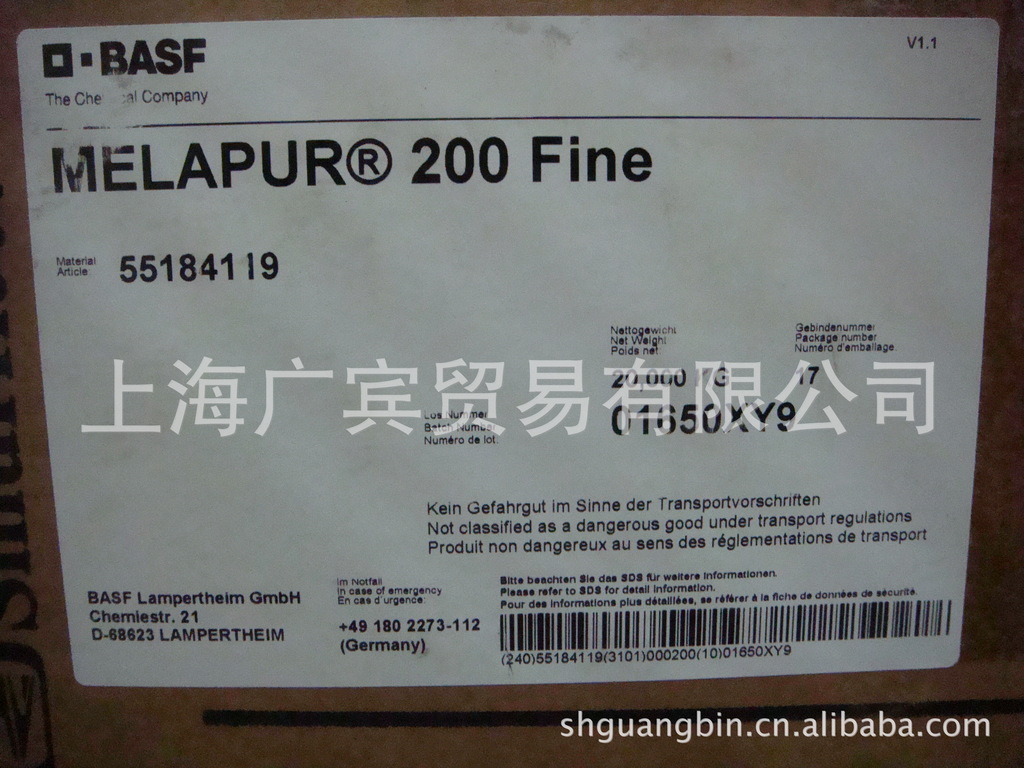 BASF
V1.1
The Chemical Company
MELAPUR® 200 Fine
Material
Article
55184119
Nettogewicht
Net Weight
Poids net
Gebindenummer
Package number
Numéro d'emballage
20,000 KG
17
上海广宾贸易有限公司
Los Nummer
Batch Number
Numéro de lot
01650XY9
Kein Gefahrgut im Sinne der Transportvorschriften
Not classified as a dangerous good under transport regulations
Produit non dangereux au sens des réglementations de transport
BASF Lampertheim GmbH
Chemiestr. 21
D-68623 LAMPERTHEIM
Im Notfall
In case of emergency
En cas d'urgence:
+49 180 2273-112
(Germany)
Bitte beachten Sie das SDS für weitere Informationen.
Please refer to SDS for detail information.
Pour des informations plus détaillées, se référer à la fiche de données de sécurité.
(240)55184119(3101)000200(10)01650XY9
shguangbin.cn.alibaba.com